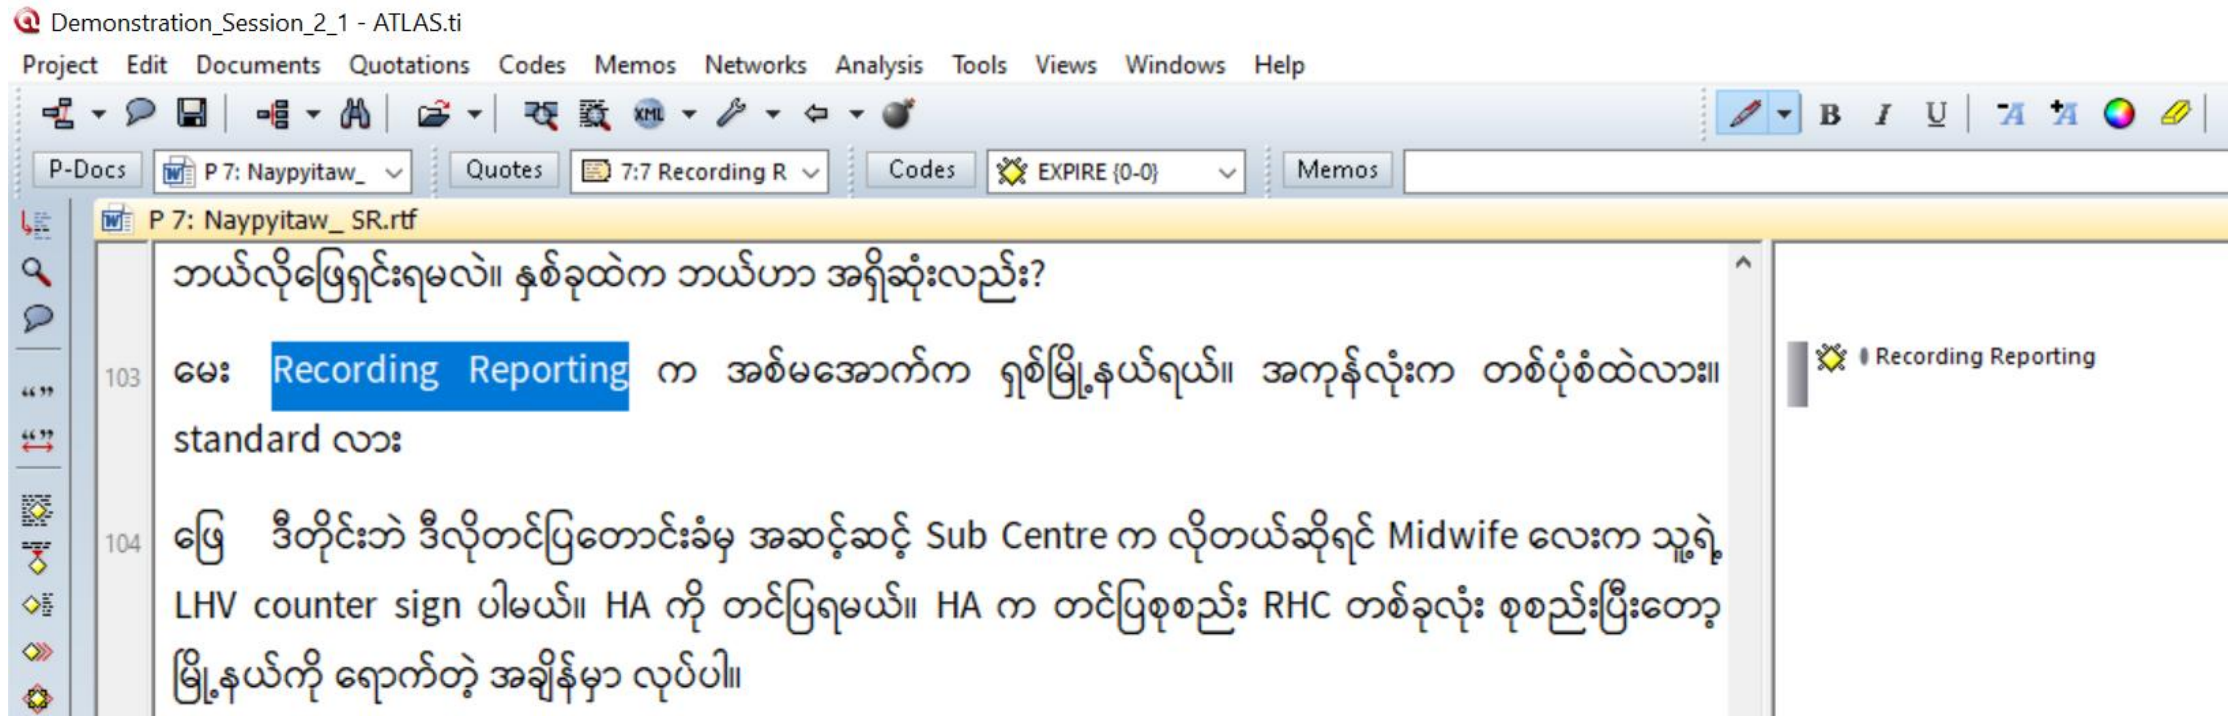 Demonstration_Session_2_1 - ATLAS.ti
Project Edit Documents Quotations Codes Memos Networks Analysis Tools Views Windows Help
XML B I U A A
P-Docs P 7: Naypyitaw_ Quotes 7:7 Recording R Codes EXPIRE {0-0} Memos
P 7: Naypyitaw_ SR.rtf
ဘယ်လိုဖြေရှင်းရမလဲ။ နှစ်ခုထဲက ဘယ်ဟာ အရှိဆုံးလည်း?
103 မေး Recording Reporting က အစ်မအောက်က ရှစ်မြို့နယ်ရယ်။ အကုန်လုံးက တစ်ပုံစံထဲလား။
Recording Reporting
standard လား
104 ဖြေ ဒီတိုင်းဘဲ ဒီလိုတင်ပြတောင်းခံမှ အဆင့်ဆင့် Sub Centre က လိုတယ်ဆိုရင် Midwife လေးက သူ့ရဲ့
LHV counter sign ပါမယ်။ HA ကို တင်ပြရမယ်။ HA က တင်ပြစုစည်း RHC တစ်ခုလုံး စုစည်းပြီးတော့
မြို့နယ်ကို ရောက်တဲ့ အချိန်မှာ လုပ်ပါ။